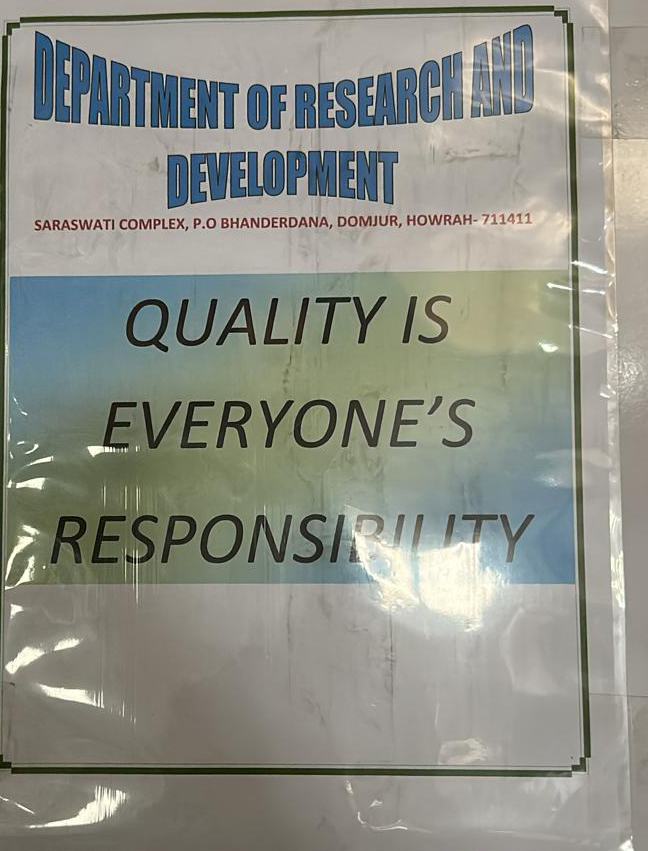 DEPARTMENT OF RESEARCH AND
DEVELOPMENT
SARASWATI COMPLEX, P.O BHANDERDANA, DOMJUR, HOWRAH- 711411
QUALITY IS
EVERYONE’S
RESPONSIBILITY